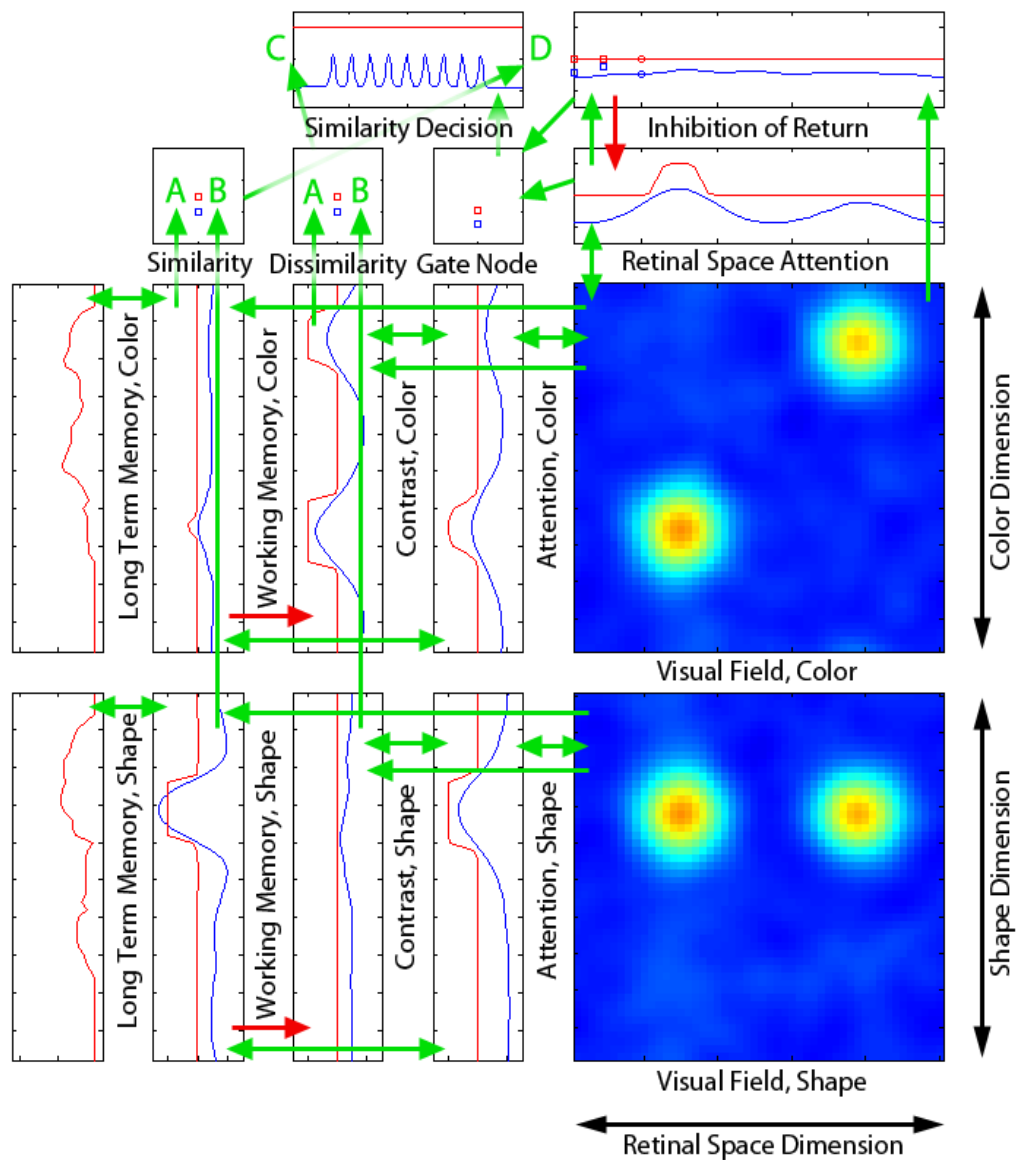 C
D
Similarity Decision
Inhibition of Return
A B
A B
Similarity
Dissimilarity
Gate Node
Retinal Space Attention
Long Term Memory, Color
Working Memory, Color
Contrast, Color
Attention, Color
Color Dimension
Visual Field, Color
Long Term Memory, Shape
Working Memory, Shape
Contrast, Shape
Attention, Shape
Shape Dimension
Visual Field, Shape
Retinal Space Dimension